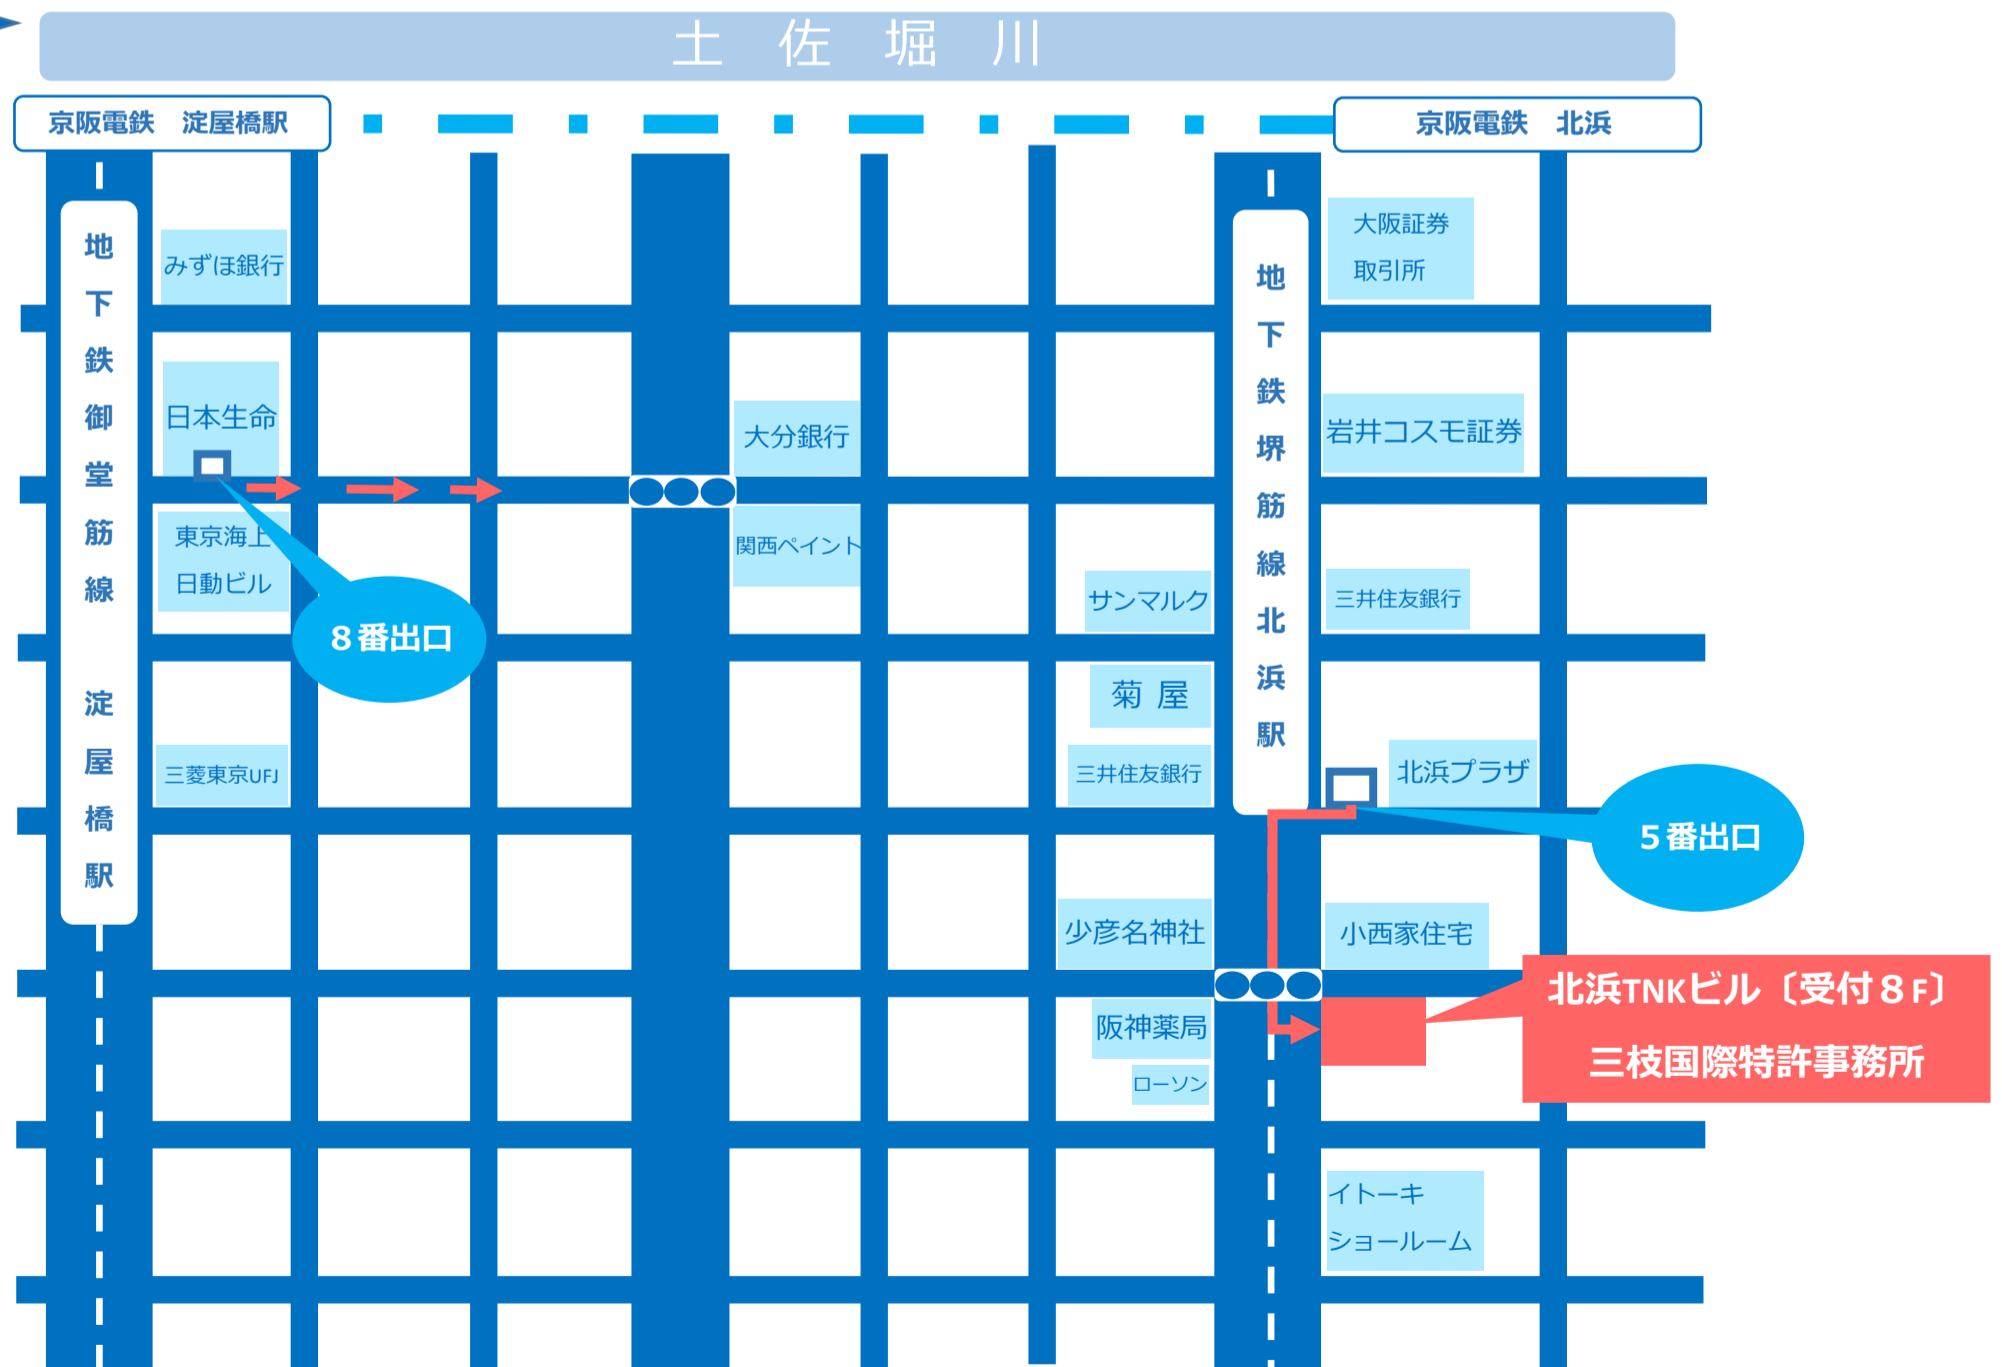 土佐堀川
京阪電鉄 淀屋橋駅
京阪電鉄 北浜
地下鉄御堂筋線 淀屋橋駅
みずほ銀行
地下鉄堺筋線北浜駅
大阪証券
取引所
日本生命
大分銀行
岩井コスモ証券
東京海上
日動ビル
関西ペイント
サンマルク
三井住友銀行
8番出口
菊屋
三菱東京UFJ
三井住友銀行
北浜プラザ
5番出口
少彦名神社
小西家住宅
北浜TNKビル〔受付8F〕
三枝国際特許事務所
阪神薬局
ローソン
イトーキ
ショールーム